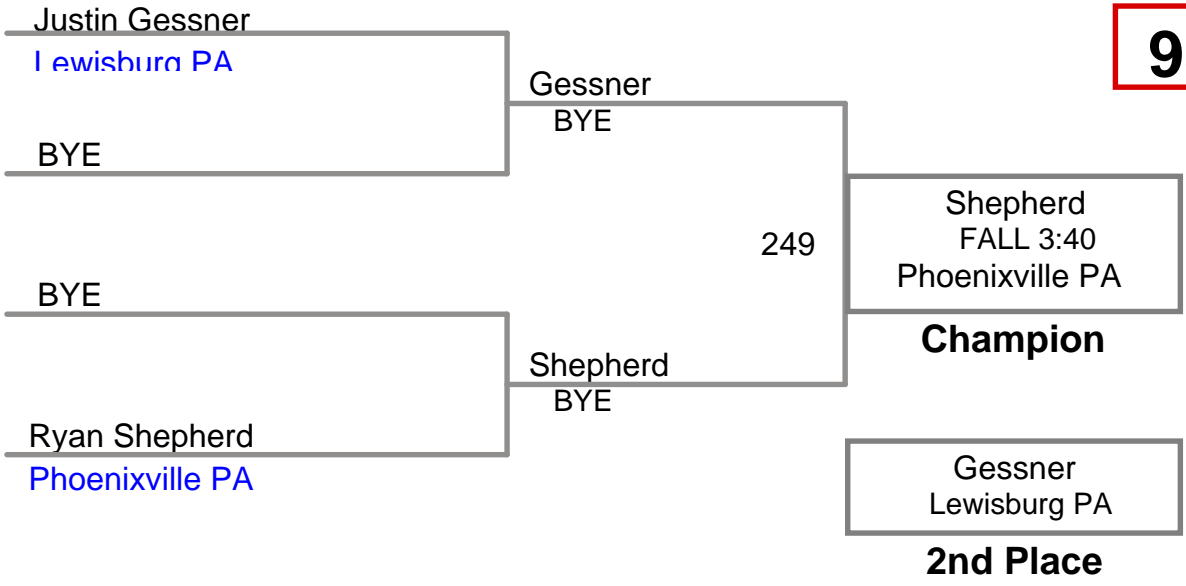 Justin Gessner
Lewisburg PA
9
Gessner
BYE
BYE
Shepherd
FALL 3:40
Phoenixville PA
249
BYE
Champion
Shepherd
BYE
Ryan Shepherd
Phoenixville PA
Gessner
Lewisburg PA
2nd Place